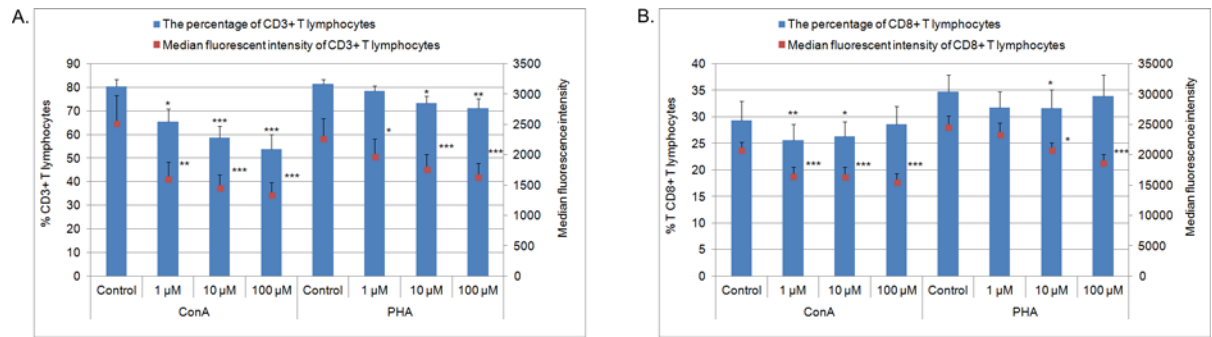 A.
The percentage of CD3+ T lymphocytes
Median fluorescent intensity of CD3+ T lymphocytes
% CD3+ T lymphocytes
90
80
70
60
50
40
30
20
10
0
3500
3000
2500
2000
1500
1000
500
0
Median fluorescence intensity
* *** ***
** *** ***
* **
* *** ***
Control 1 µM 10 µM 100 µM Control 1 µM 10 µM 100 µM
ConA PHA
B.
The percentage of CD8+ T lymphocytes
Median fluorescent intensity of CD8+ T lymphocytes
% T CD8+ T lymphocytes
40
35
30
25
20
15
10
5
0
35000
30000
25000
20000
15000
10000
5000
0
Median fluorescence intensity
** *
*** *** ***
*
* ***
Control 1 µM 10 µM 100 µM Control 1 µM 10 µM 100 µM
ConA PHA